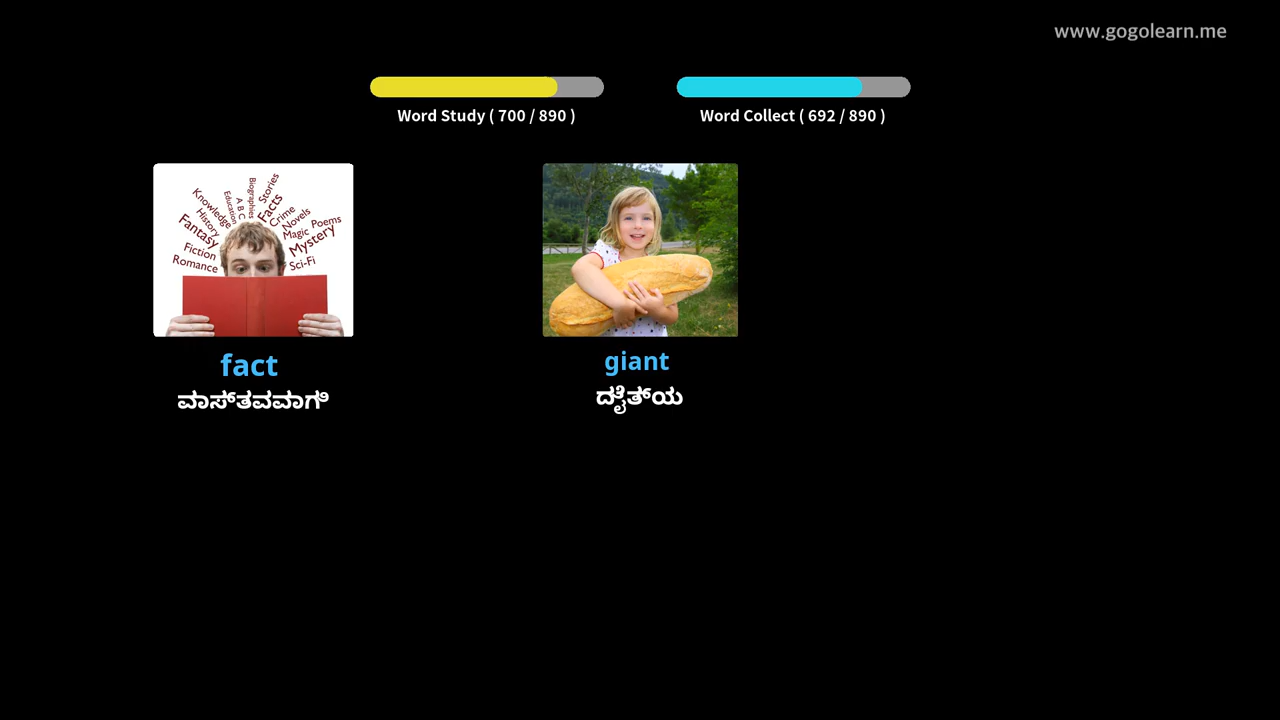 www.gogolearn.me
Word Study ( 700 / 890 )
Word Collect ( 692 / 890 )
Knowledge
History
Fantasy
Fiction
Romance
Education
A B C
Biographies
Stories
Facts
Crime
Novels
Magic
Poems
Mystery
Sci-Fi
fact
ವಾಸ್ತವವಾಗಿ
giant
ದೈತ್ಯ